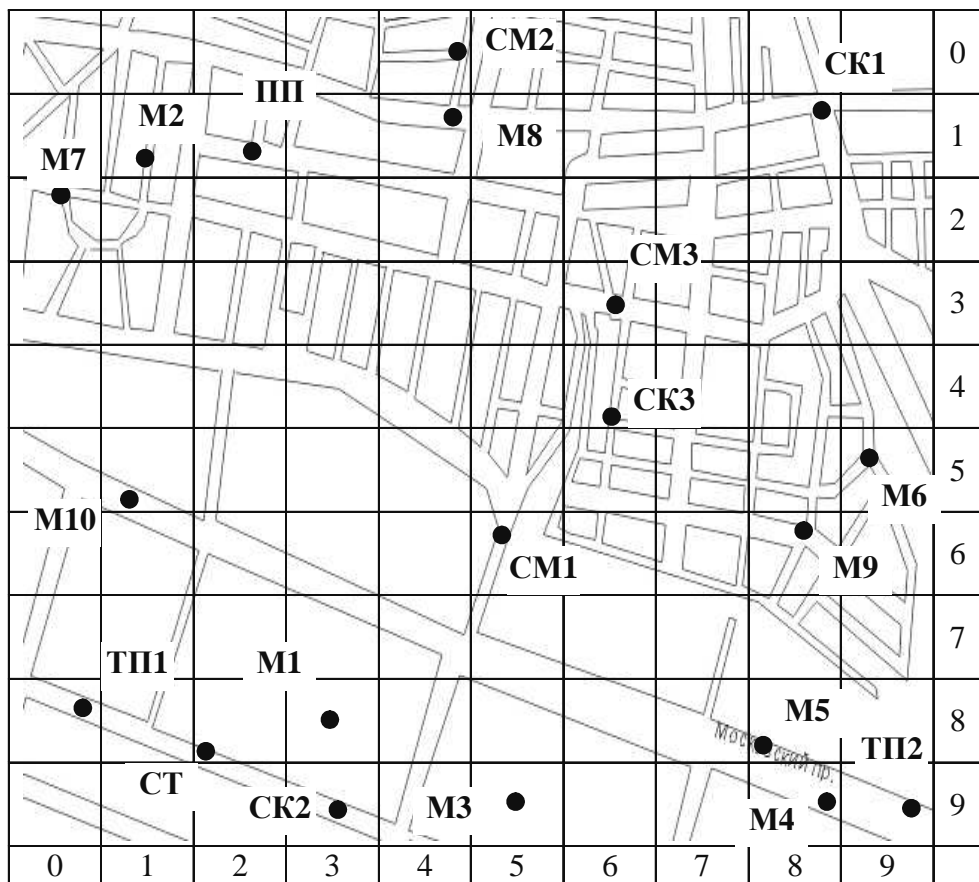 СМ2
0
СК1
ПП
М2
М8
1
М7
2
СМ3
3
СК3
4
5
М6
М10
СМ1
М9
6
ТП1
М1
7
М5
8
Московский пр.
ТП2
СТ
СК2
М3
М4
9
0 1 2 3 4 5 6 7 8 9